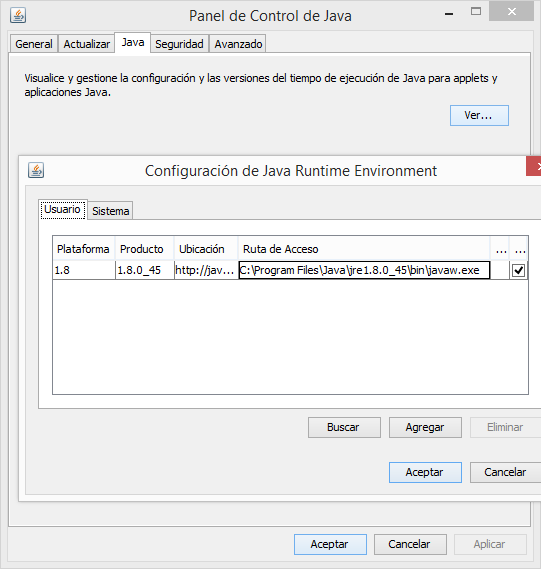 Panel de Control de Java
General Actualizar Java Seguridad Avanzado
Visualice y gestione la configuración y las versiones del tiempo de ejecución de Java para applets y
aplicaciones Java.
Ver...
Configuración de Java Runtime Environment
Usuario Sistema
Plataforma Producto Ubicación Ruta de Acceso ... ...
1.8 1.8.0_45 http://jav... C:\Program Files\Java\jre1.8.0_45\bin\javaw.exe
Buscar Agregar Eliminar
Aceptar Cancelar
Aceptar Cancelar Aplicar